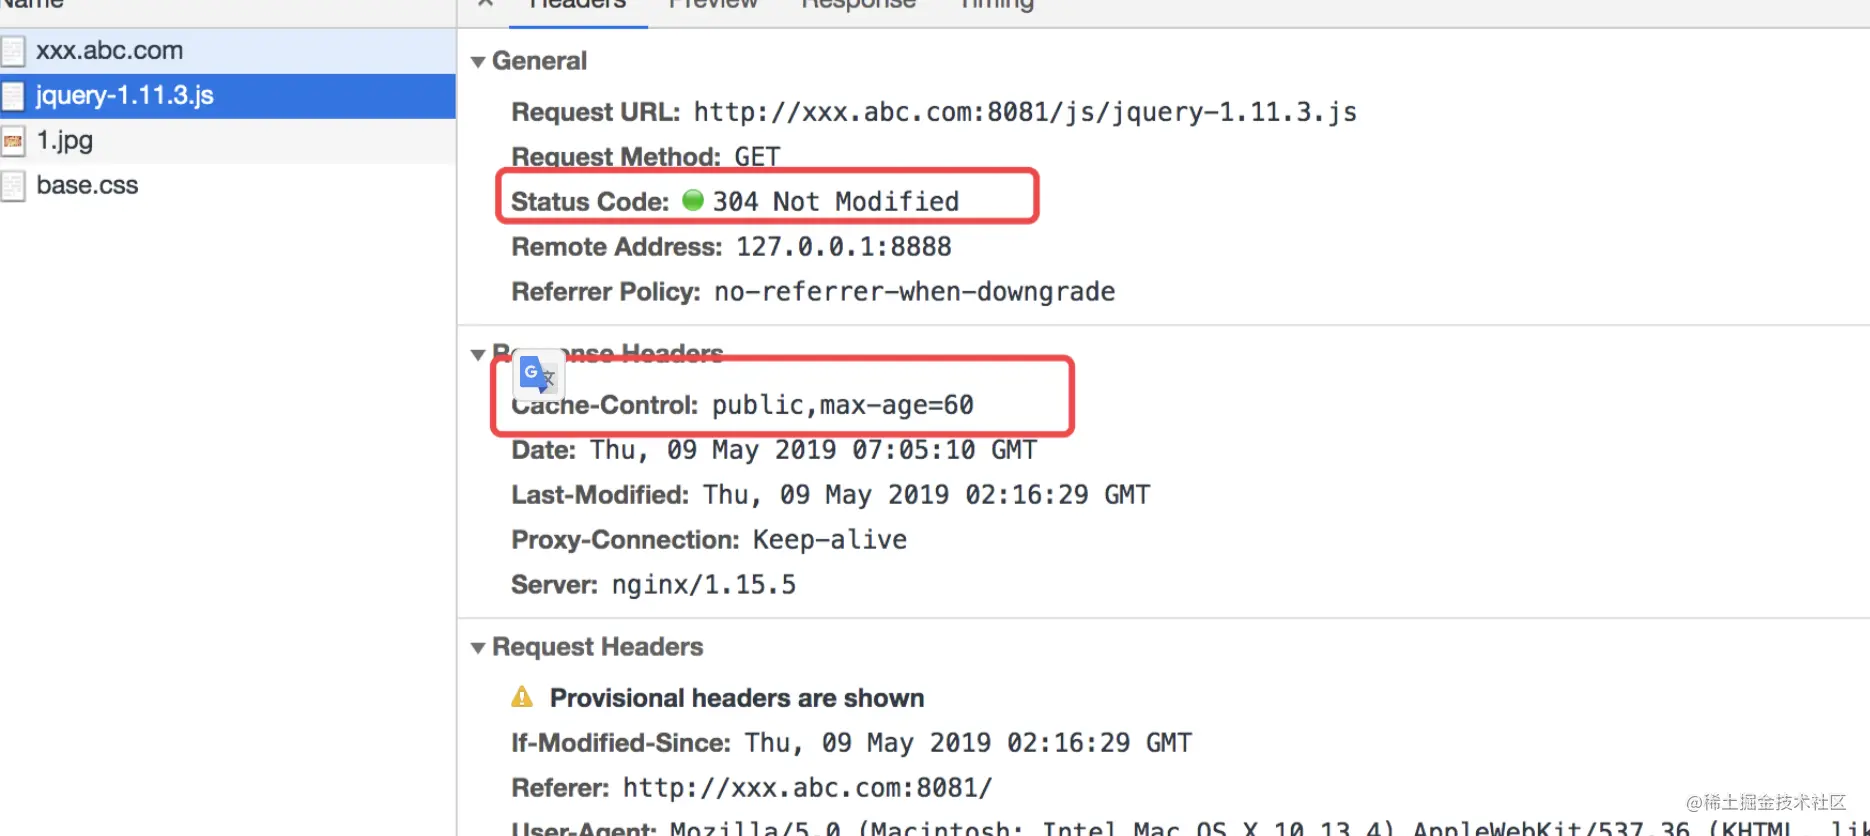 Name
Headers Preview Response Timing
xxx.abc.com
jquery-1.11.3.js
1.jpg
base.css
General
Request URL: http://xxx.abc.com:8081/js/jquery-1.11.3.js
Request Method: GET
Status Code: 304 Not Modified
Remote Address: 127.0.0.1:8888
Referrer Policy: no-referrer-when-downgrade
Response Headers
Cache-Control: public,max-age=60
Date: Thu, 09 May 2019 07:05:10 GMT
Last-Modified: Thu, 09 May 2019 02:16:29 GMT
Proxy-Connection: Keep-alive
Server: nginx/1.15.5
Request Headers
Provisional headers are shown
If-Modified-Since: Thu, 09 May 2019 02:16:29 GMT
Referer: http://xxx.abc.com:8081/
User-Agent: Mozilla/5.0 (Macintosh; Intel Mac OS X 10_13_4) AppleWebKit/537.36 (KHTML, lik
@稀土掘金技术社区